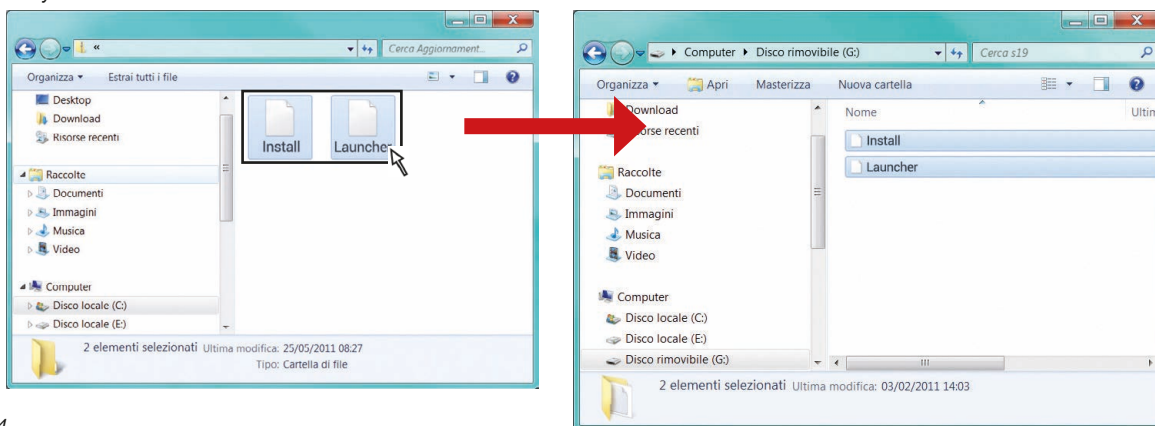 «
Cerca Aggiornament...
Organizza
Estrai tutti i file
Desktop
Download
Risorse recenti
Raccolte
Documenti
Immagini
Musica
Video
Computer
Disco locale (C:)
Disco locale (E:)
Install
Launcher
2 elementi selezionati Ultima modifica: 25/05/2011 08:27
Tipo: Cartella di file
Computer Disco rimovibile (G:)
Cerca s19
Organizza
Apri
Masterizza
Nuova cartella
Download
recenti
Raccolte
Documenti
Immagini
Musica
Video
Computer
Disco locale (C:)
Disco locale (E:)
Disco rimovibile (G:)
Nome
Install
Launcher
2 elementi selezionati Ultima modifica: 03/02/2011 14:03